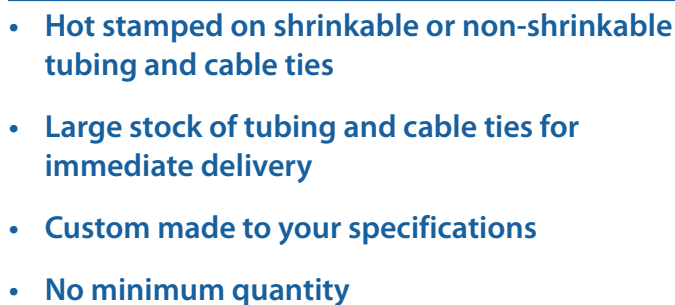 • Hot stamped on shrinkable or non-shrinkable
tubing and cable ties
• Large stock of tubing and cable ties for
immediate delivery
• Custom made to your specifications
• No minimum quantity